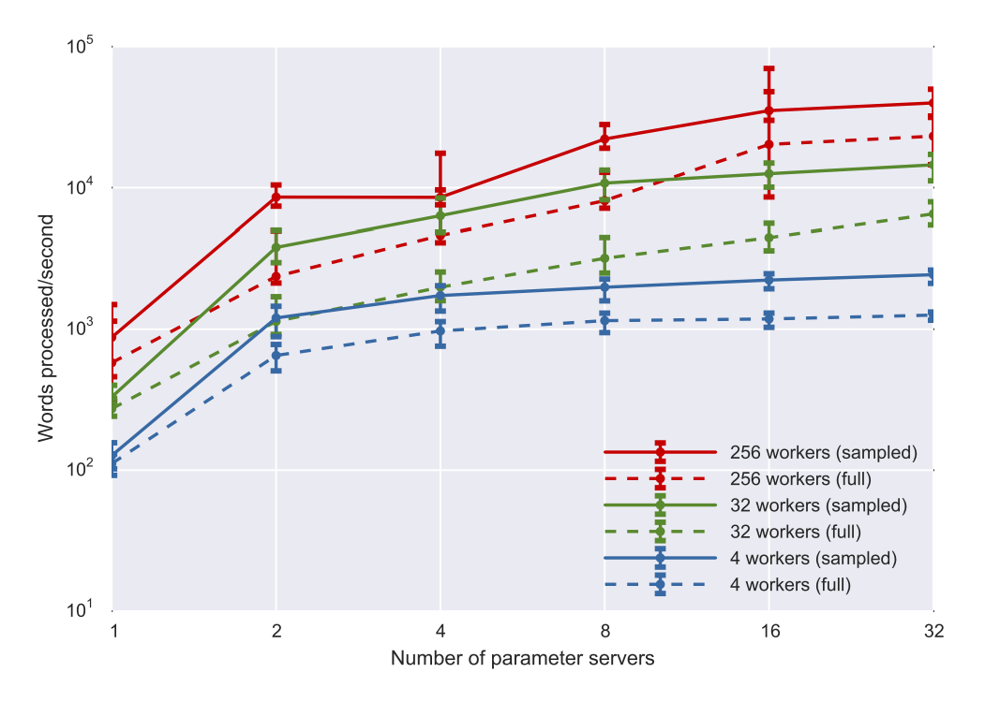 10^5
10^4
10^3
10^2
10^1
Words processed/second
256 workers (sampled)
256 workers (full)
32 workers (sampled)
32 workers (full)
4 workers (sampled)
4 workers (full)
1 2 4 8 16 32
Number of parameter servers